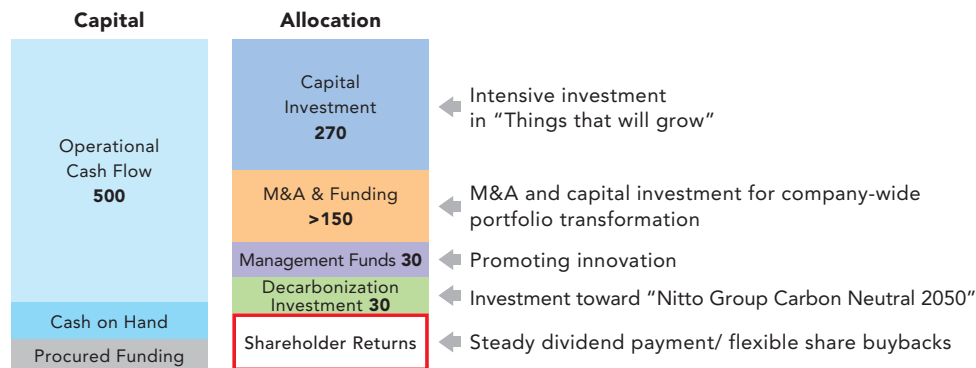 Capital
Allocation
Operational
Cash Flow
500
Cash on Hand
Procured Funding
Capital
Investment
270
M&A & Funding
>150
Management Funds 30
Decarbonization
Investment 30
Shareholder Returns
Intensive investment
in “Things that will grow”
M&A and capital investment for company-wide
portfolio transformation
Promoting innovation
Investment toward “Nitto Group Carbon Neutral 2050”
Steady dividend payment/ flexible share buybacks